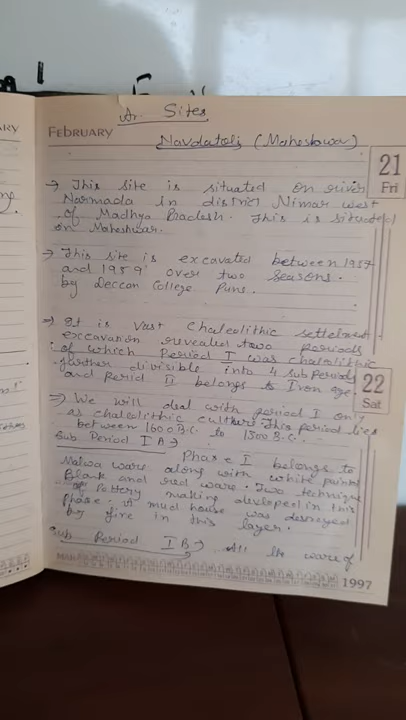 Ar. Sites
FEBRUARY
Navdatoli (Maheshwar)
21
Fri
→ This site is situated on river
Narmada in district Nimar west
of Madhya Pradesh. This is situated
on Maheshwar.
→ This site is excavated between 1957
and 1959 over two seasons.
by Deccan College Pune.
→ It is vast chalcolithic settlement
excavation revealed two periods
of which Period I was chalcolithic
further divisible into 4 sub periods
and period II belongs to Iron age.
22
Sat
→ We will deal with period I only
as chalcolithic culture. This period lies
between 1600 B.C. to 1300 B.C.
Sub Period I A →
Phase I belongs to
Malwa ware along with white painted
Black and red ware. Two technique
of Pottery making developed in this
phase. A mud house was destroyed
by fire in this layer.
Sub Period I B → All the ware of
1997